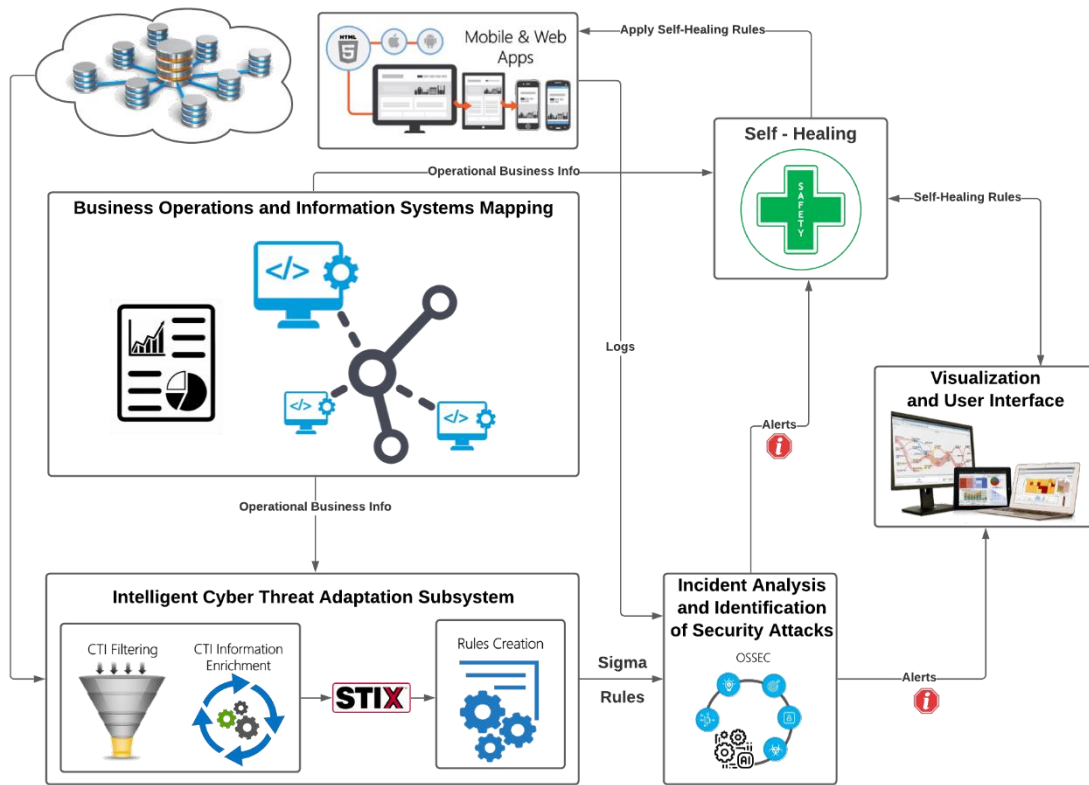 HTML
5
Mobile & Web
Apps
Apply Self-Healing Rules
Self - Healing
SAFETY
Operational Business Info
Self-Healing Rules
Business Operations and Information Systems Mapping
</>
</>
</>
Logs
Visualization
and User Interface
Alerts
i
Operational Business Info
Intelligent Cyber Threat Adaptation Subsystem
CTI Filtering
CTI Information
Enrichment
STIX
Rules Creation
Sigma
Rules
Incident Analysis
and Identification
of Security Attacks
OSSEC
AI
Alerts
i